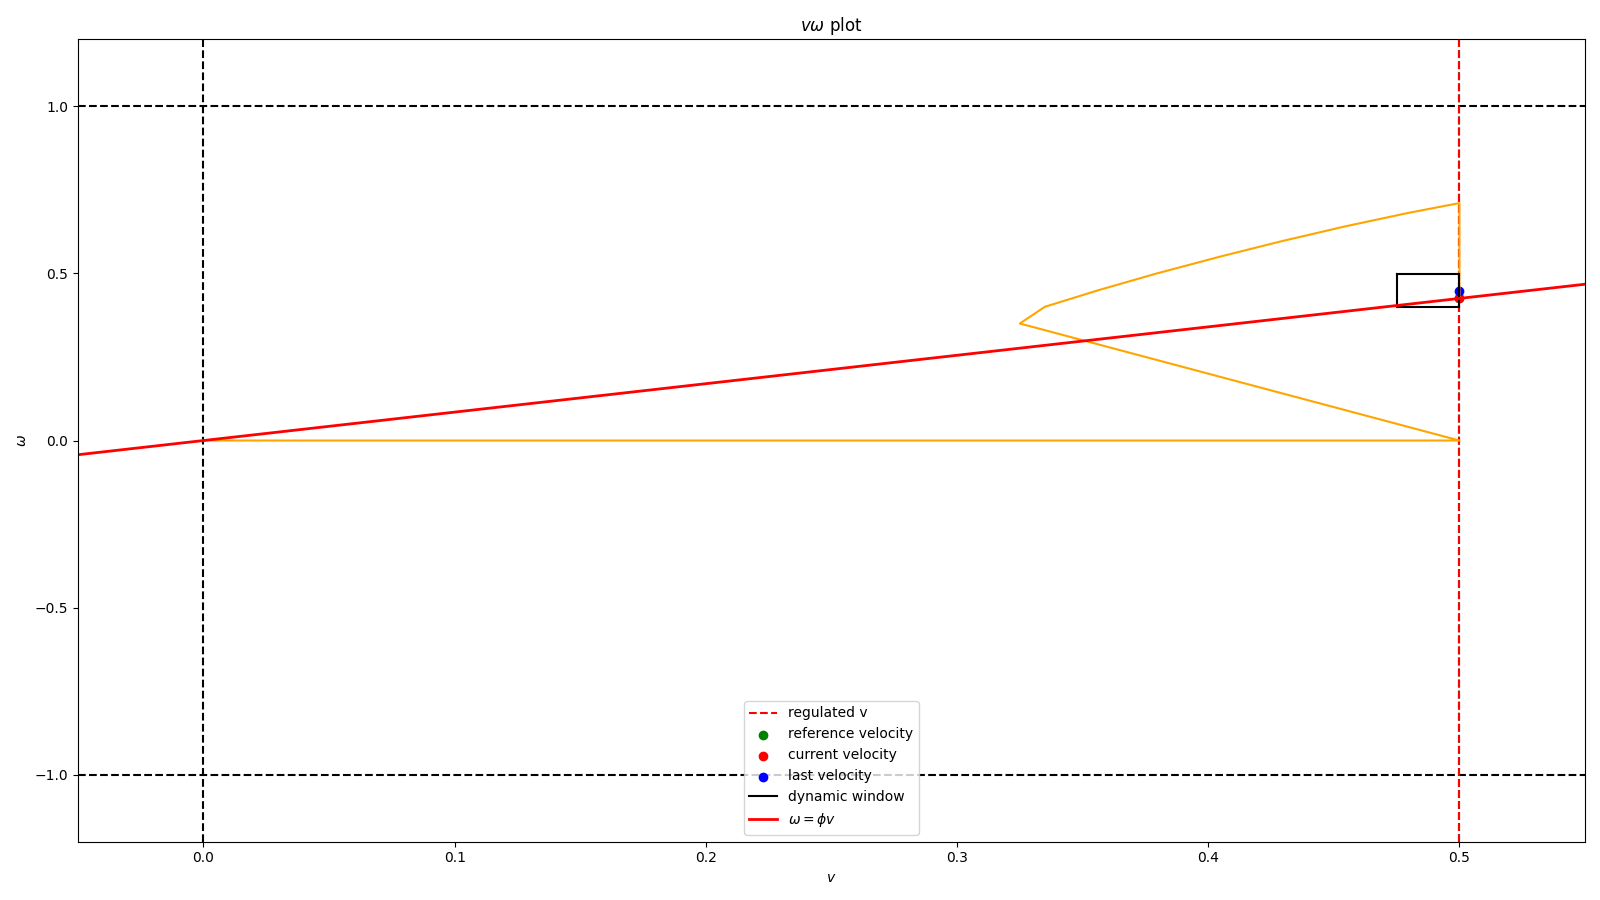 vω plot
1.0
0.5
0.0
−0.5
−1.0
ω
regulated v
reference velocity
current velocity
last velocity
dynamic window
ω = ϕv
0.0 0.1 0.2 0.3 0.4 0.5
v